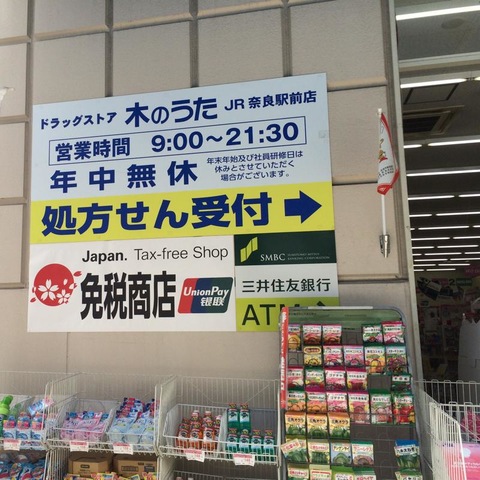 ドラッグストア 木のうた JR奈良駅前店
営業時間 9:00～21:30
年中無休 年末年始及び社員研修日は
休みとさせていただく
場合がございます。
処方せん受付
Japan. Tax-free Shop
免税商店
UnionPay
银联
SMBC
三井住友銀行
ATM